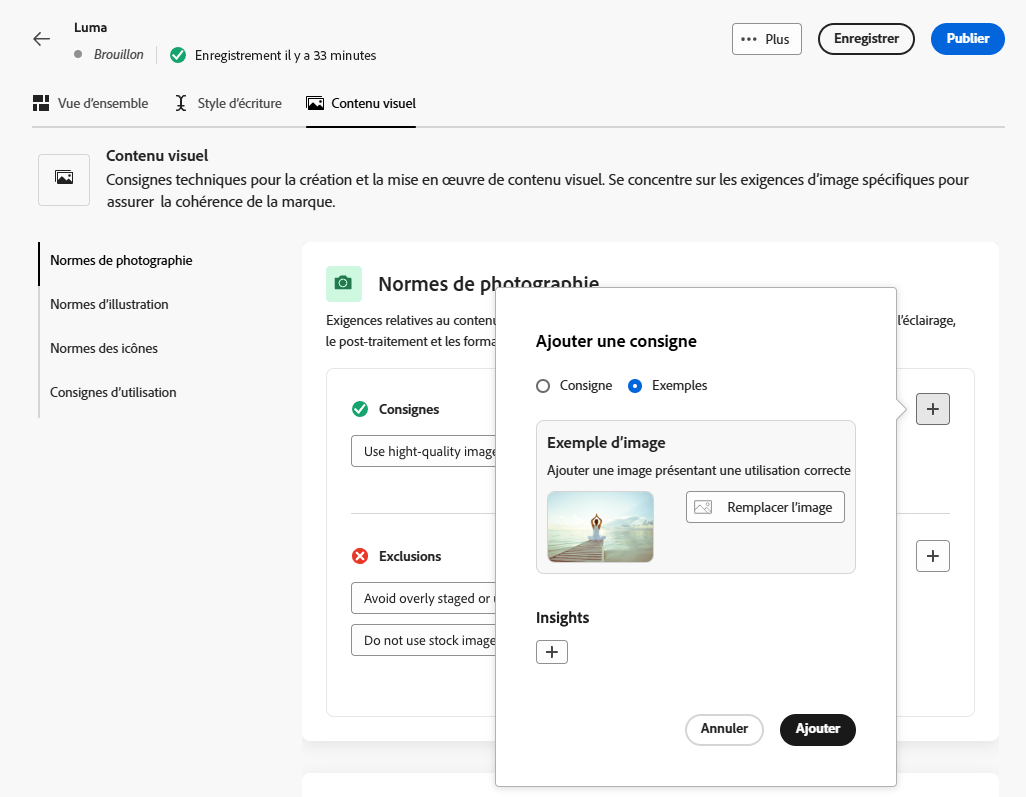 Luma
Brouillon
Enregistrement il y a 33 minutes
Plus
Enregistrer
Publier
Vue d'ensemble
Style d'écriture
Contenu visuel
Contenu visuel
Consignes techniques pour la création et la mise en œuvre de contenu visuel. Se concentre sur les exigences d'image spécifiques pour
assurer la cohérence de la marque.
Normes de photographie
Normes d'illustration
Normes des icônes
Consignes d'utilisation
Normes de photographie
Exigences relatives au contenu
l'éclairage,
le post-traitement et les forma
Consignes
Use hight-quality image
Exclusions
Avoid overly staged or
Do not use stock image
Ajouter une consigne
Consigne
Exemples
Exemple d'image
Ajouter une image présentant une utilisation correcte
Remplacer l'image
Insights
Annuler
Ajouter